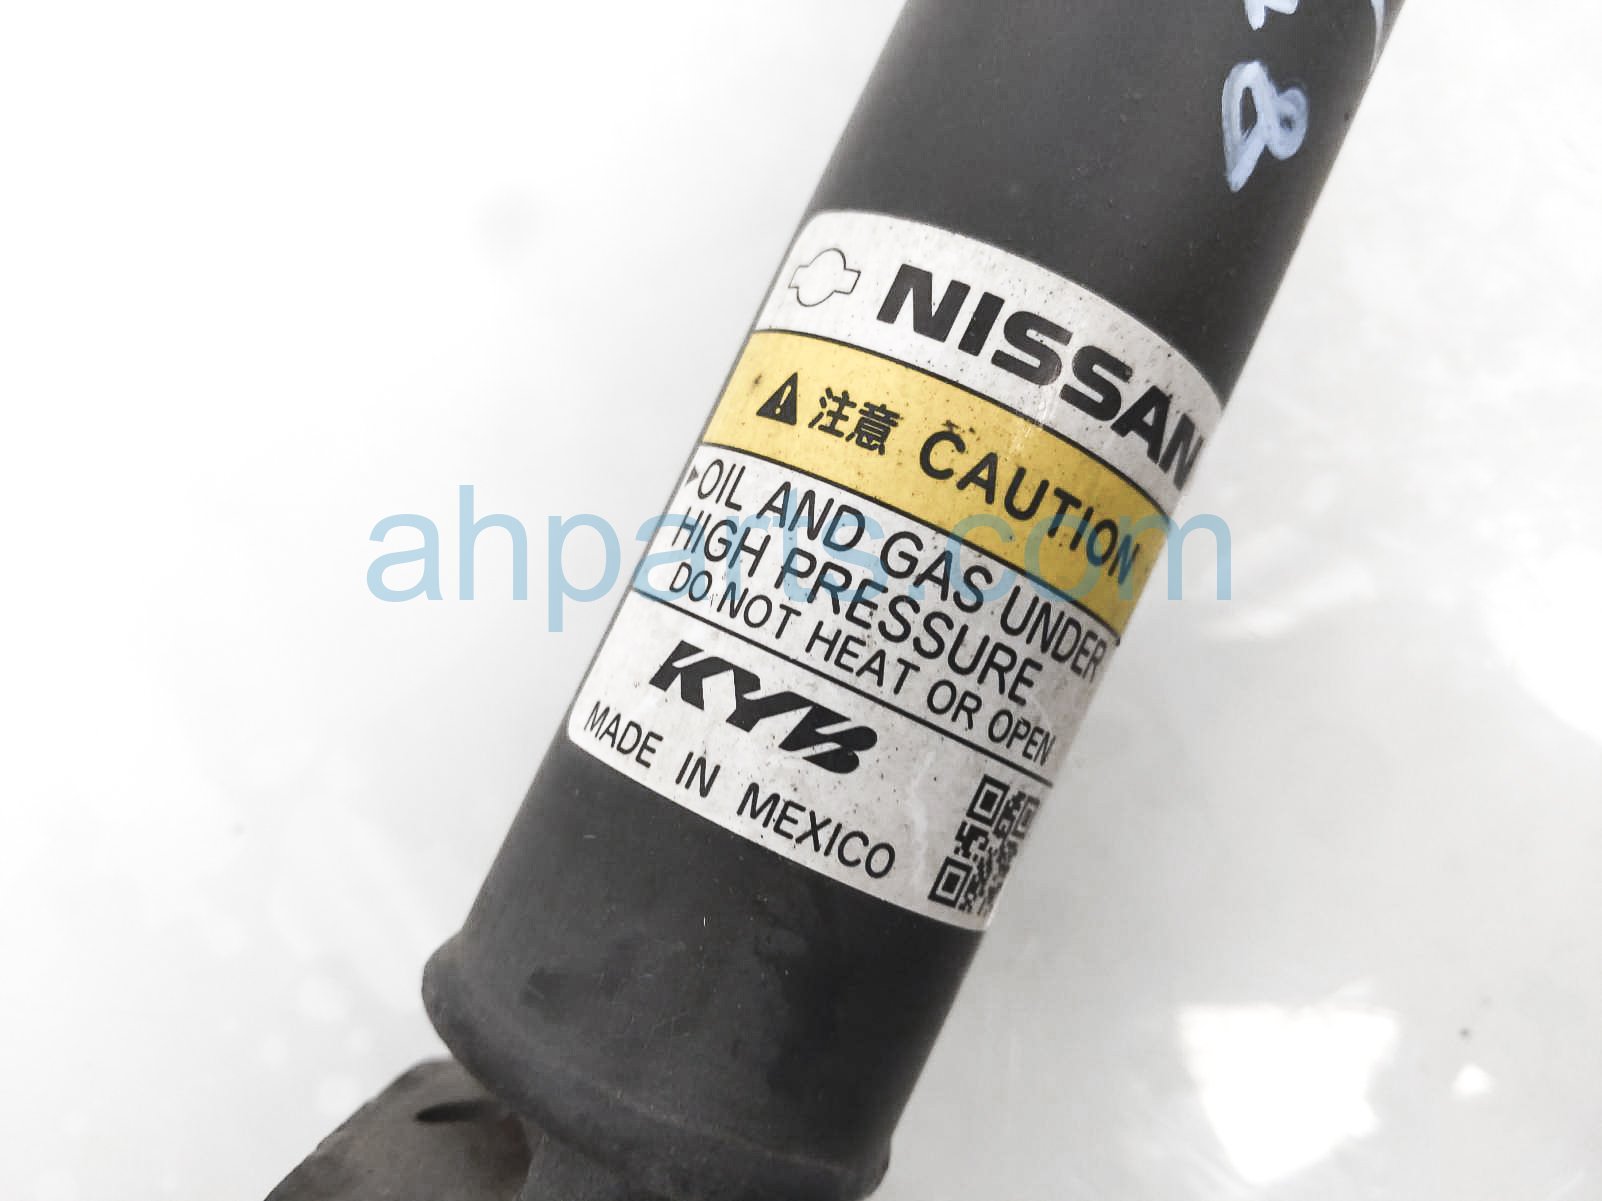 8
NISSAN
注意 CAUTION
OIL AND GAS UNDER
HIGH PRESSURE
DO NOT HEAT OR OPEN
KYB
MADE IN MEXICO
ahparts.com